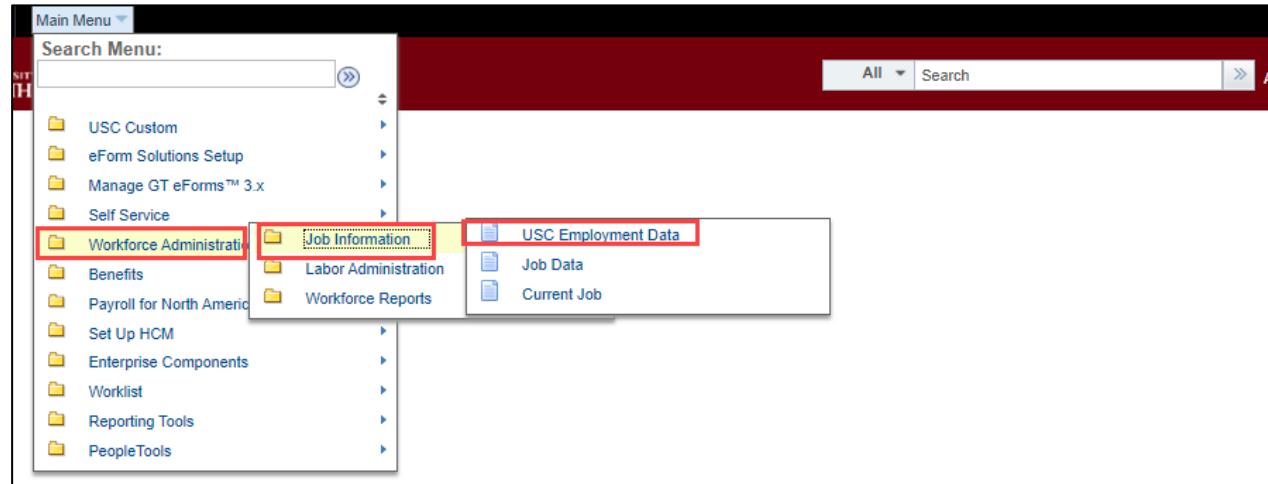 Main Menu
Search Menu:
All
Search
USC Custom
eForm Solutions Setup
Manage GT eForms™ 3.x
Self Service
Workforce Administratio
Job Information
USC Employment Data
Labor Administration
Job Data
Workforce Reports
Current Job
Benefits
Payroll for North Americ
Set Up HCM
Enterprise Components
Worklist
Reporting Tools
PeopleTools